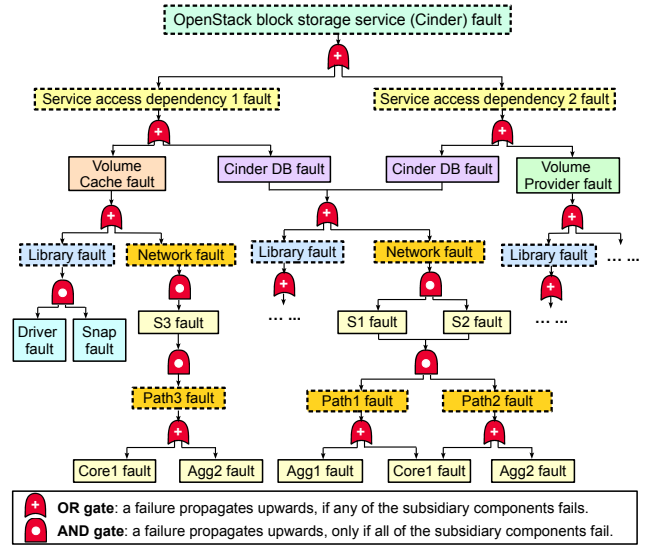 OpenStack block storage service (Cinder) fault
Service access dependency 1 fault
Service access dependency 2 fault
Volume
Cache fault
Cinder DB fault
Cinder DB fault
Volume
Provider fault
Library fault
Network fault
Library fault
Network fault
Library fault
... ...
Driver
fault
Snap
fault
S3 fault
... ...
S1 fault
S2 fault
... ...
Path3 fault
Path1 fault
Path2 fault
Core1 fault
Agg2 fault
Agg1 fault
Core1 fault
Agg2 fault
OR gate: a failure propagates upwards, if any of the subsidiary components fails.
AND gate: a failure propagates upwards, only if all of the subsidiary components fail.